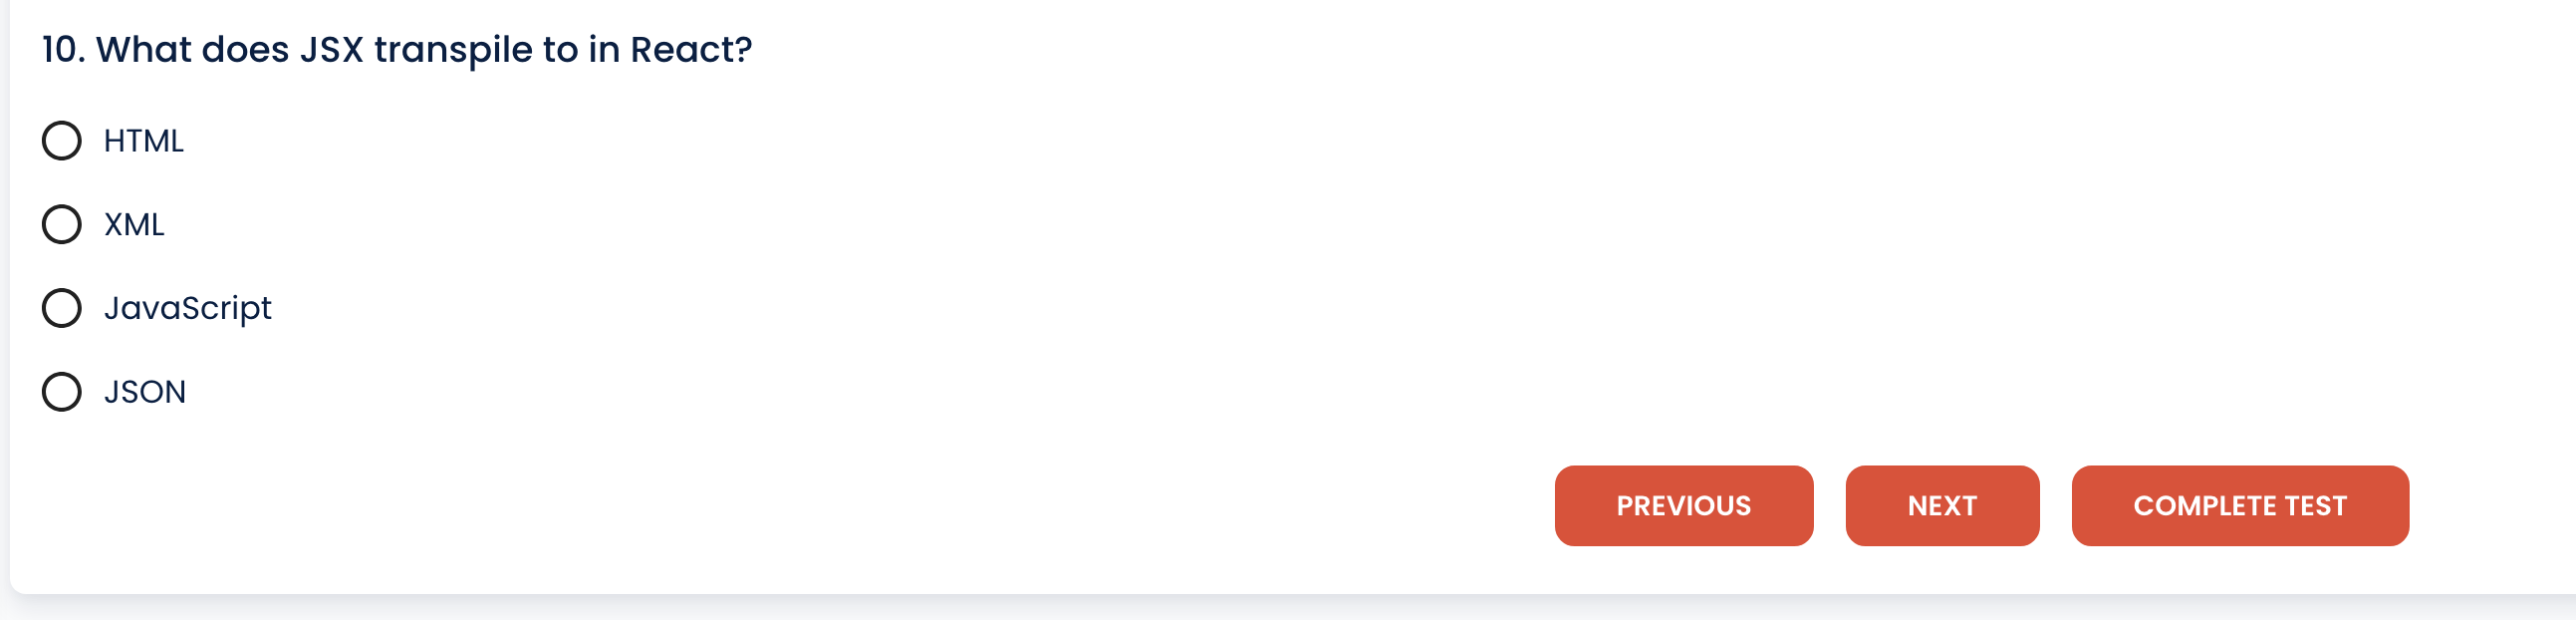 10. What does JSX transpile to in React?
HTML
XML
JavaScript
JSON
PREVIOUS NEXT COMPLETE TEST